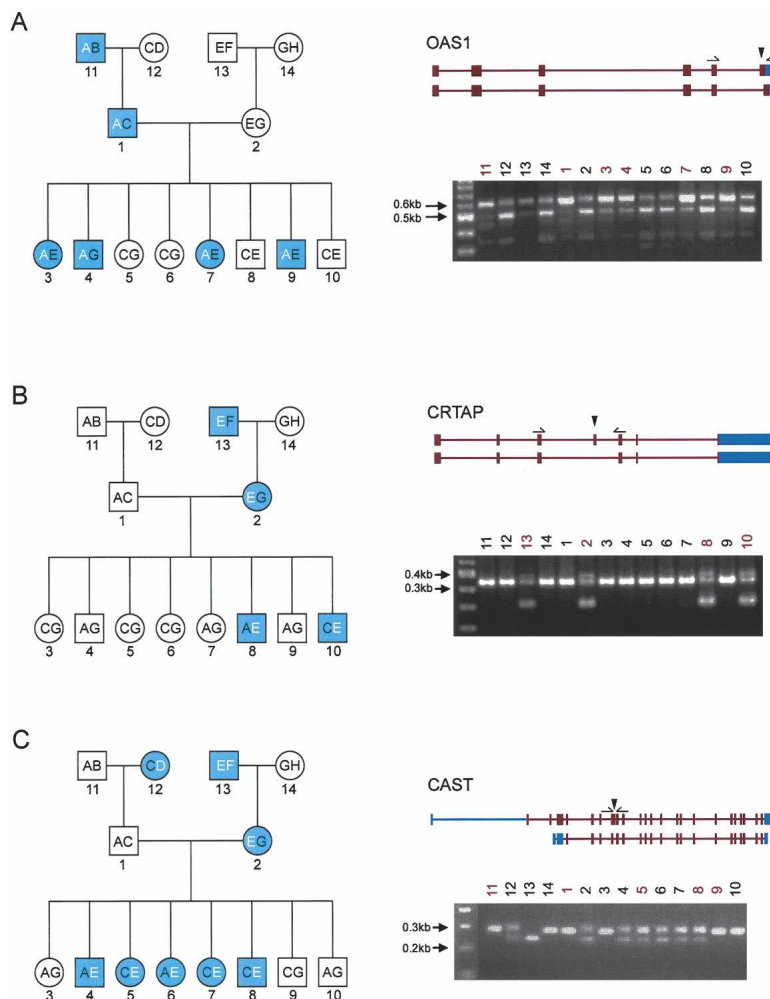 A
AB
CD
EF
GH
11
12
13
14
AC
EG
1
2
AE
AG
CG
CG
AE
CE
AE
CE
3
4
5
6
7
8
9
10
OAS1
11 12 13 14 1 2 3 4 5 6 7 8 9 10
0.6kb
0.5kb
B
AB
CD
EF
GH
11
12
13
14
AC
EG
1
2
CG
AG
CG
CG
AG
AE
AG
CE
3
4
5
6
7
8
9
10
CRTAP
11 12 13 14 1 2 3 4 5 6 7 8 9 10
0.4kb
0.3kb
C
AB
CD
EF
GH
11
12
13
14
AC
EG
1
2
AG
AE
CE
AE
CE
CE
CG
AG
3
4
5
6
7
8
9
10
CAST
11 12 13 14 1 2 3 4 5 6 7 8 9 10
0.3kb
0.2kb